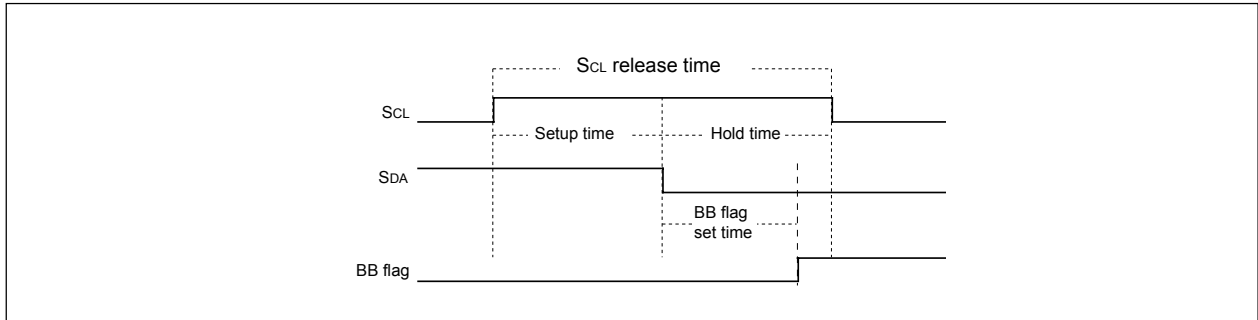 SCL release time
SCL
Setup time
Hold time
SDA
BB flag
set time
BB flag